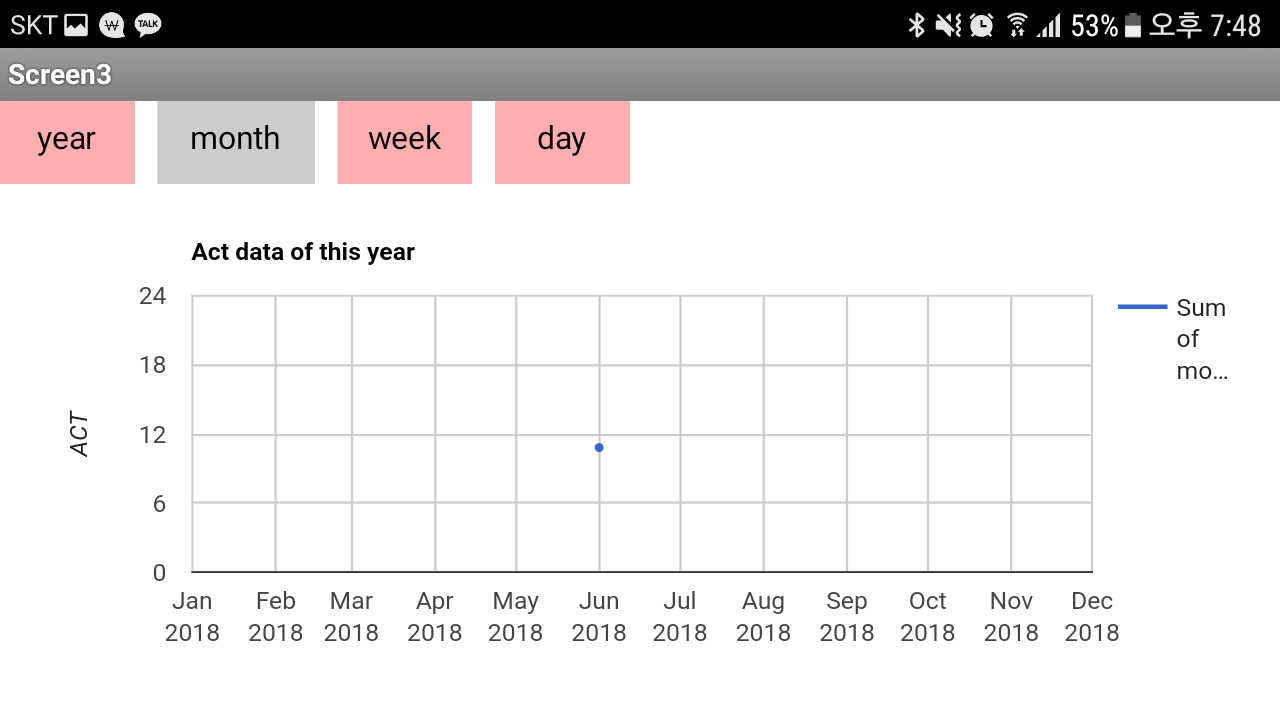 SKT ₩ TALK 53% 오후 7:48
Screen3
year month week day
Act data of this year
24
18
12
6
0
ACT
Sum
of
mo...
Jan Feb Mar Apr May Jun Jul Aug Sep Oct Nov Dec
2018 2018 2018 2018 2018 2018 2018 2018 2018 2018 2018 2018